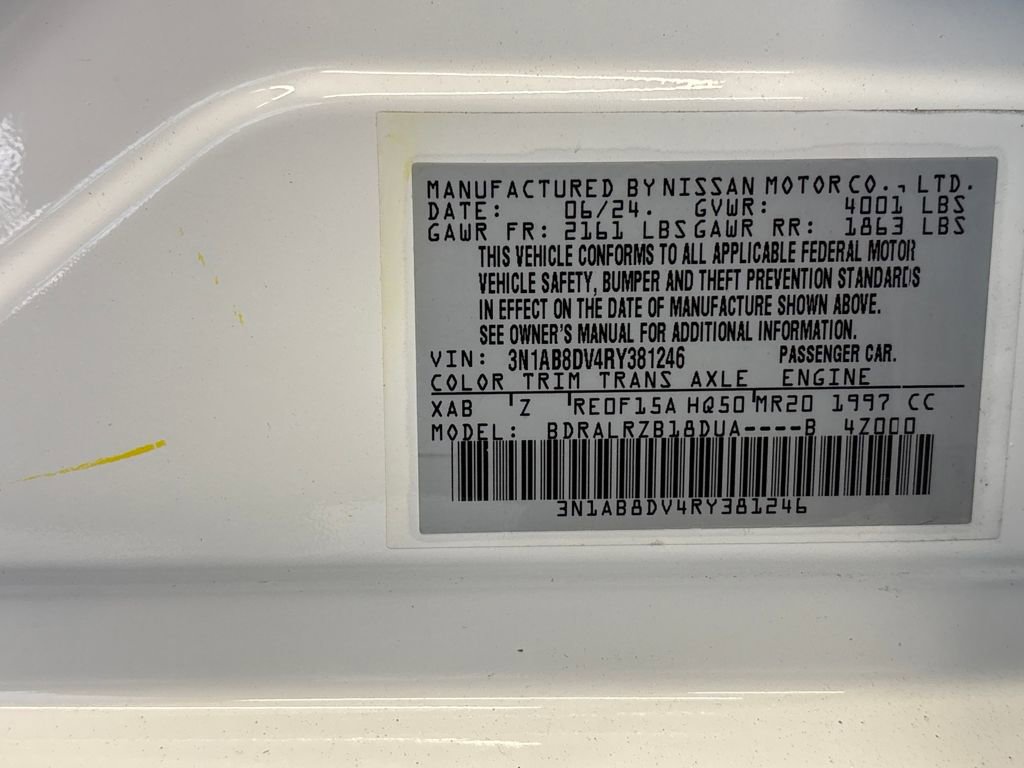 MANUFACTURED BY NISSAN MOTOR CO., LTD.
DATE: 06/24. GVWR: 4001 LBS
GAWR FR: 2161 LBS GAWR RR: 1863 LBS
THIS VEHICLE CONFORMS TO ALL APPLICABLE FEDERAL MOTOR
VEHICLE SAFETY, BUMPER AND THEFT PREVENTION STANDARDS
IN EFFECT ON THE DATE OF MANUFACTURE SHOWN ABOVE.
SEE OWNER'S MANUAL FOR ADDITIONAL INFORMATION.
VIN: 3N1AB8DV4RY381246 PASSENGER CAR.
COLOR TRIM TRANS AXLE ENGINE
XAB Z RE0F15A HQ50 MR20 1997 CC
MODEL: BDRALRZB18DUA----B 4Z000
3N1AB8DV4RY381246